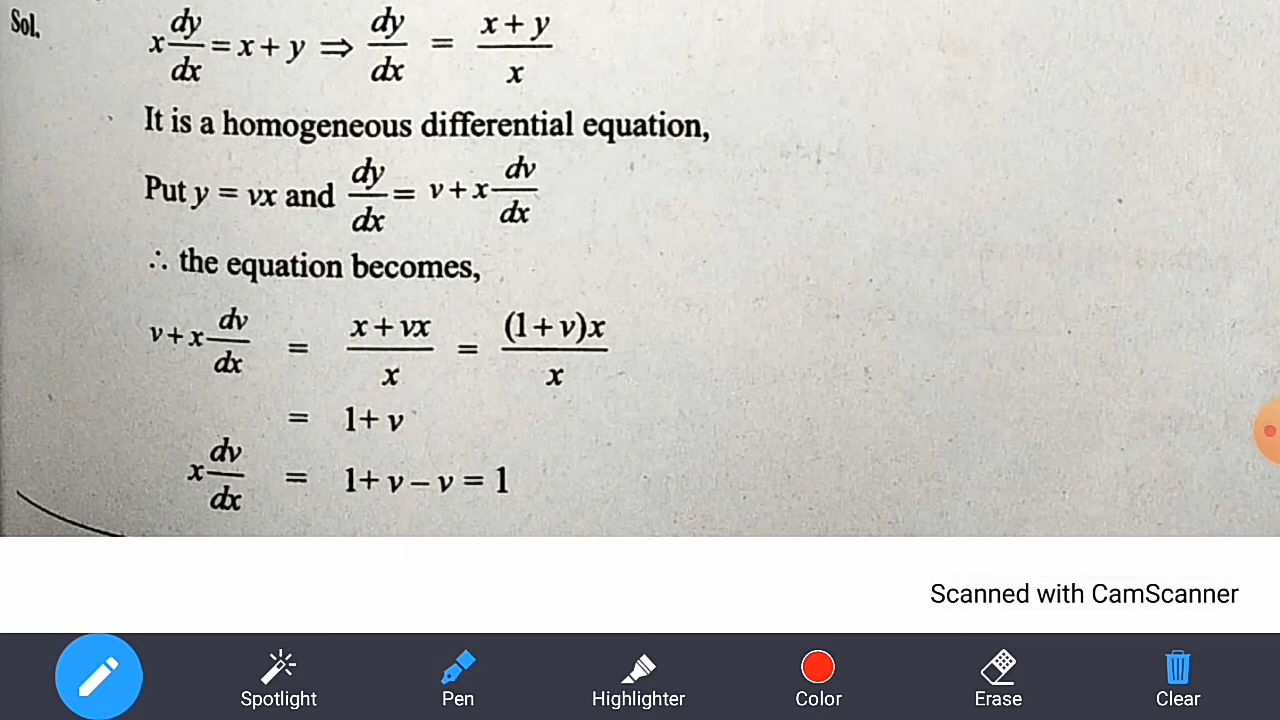 Sol. x dy/dx = x + y ⇒ dy/dx = (x + y)/x
It is a homogeneous differential equation,
Put y = vx and dy/dx = v + x dv/dx
∴ the equation becomes,
v + x dv/dx = (x + vx)/x = (1 + v)x/x
= 1 + v
x dv/dx = 1 + v – v = 1
Scanned with CamScanner
Spotlight Pen Highlighter Color Erase Clear